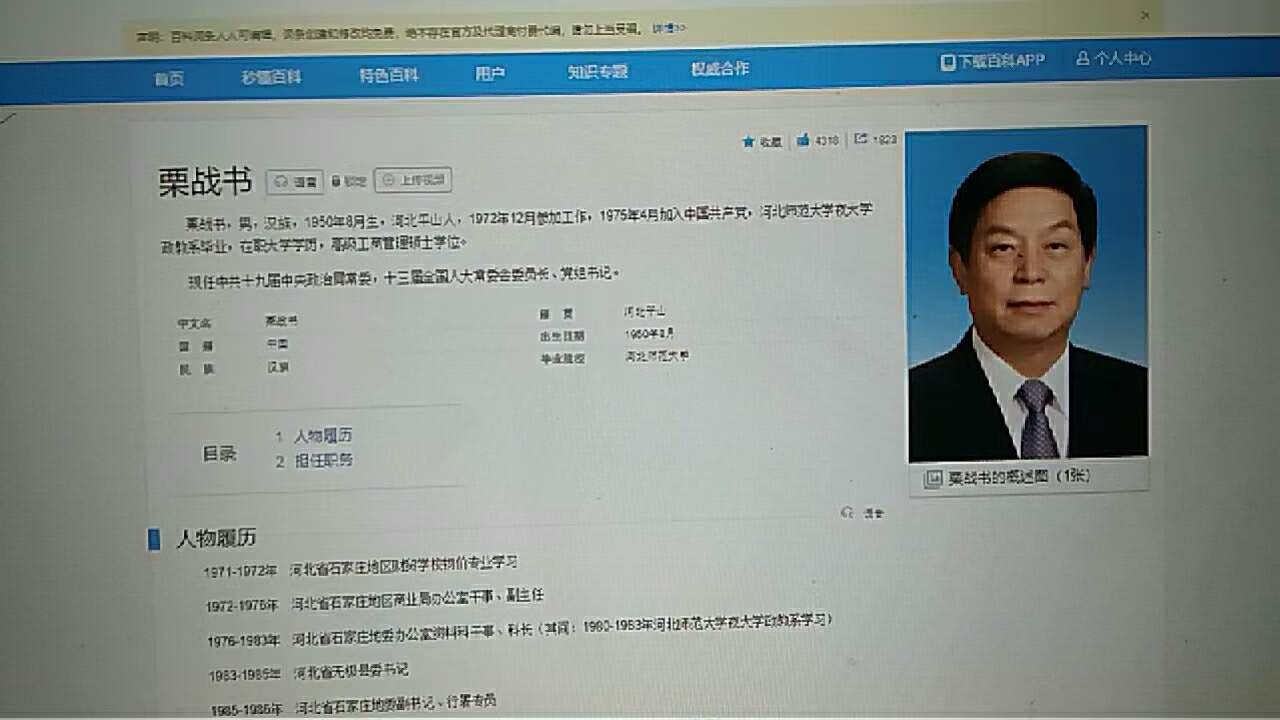 声明：百科词条人人可编辑，词条创建和修改均免费，绝不存在官方及代理商付费代编，请勿上当受骗。详情>>
首页 秒懂百科 特色百科 用户 知识专题 权威合作 下载百科APP 个人中心
收藏 4318 1823
栗战书 语音 锁定 上传视频
栗战书，男，汉族，1950年8月生，河北平山人，1972年12月参加工作，1975年4月加入中国共产党，河北师范大学夜大学
政教系毕业，在职大学学历，高级工商管理硕士学位。
现任中共十九届中央政治局常委，十三届全国人大常委会委员长、党组书记。
中文名 栗战书 籍 贯 河北平山
国 籍 中国 出生日期 1950年8月
民 族 汉族 毕业院校 河北师范大学
目录
1 人物履历
2 担任职务
栗战书的概述图（1张）
人物履历
语音
1971-1972年 河北省石家庄地区财贸学校物价专业学习
1972-1976年 河北省石家庄地区商业局办公室干事、副主任
1976-1983年 河北省石家庄地委办公室资料科干事、科长（其间：1980-1983年河北师范大学夜大学政教系学习）
1983-1985年 河北省无极县委书记
1985-1986年 河北省石家庄地委副书记、行署专员